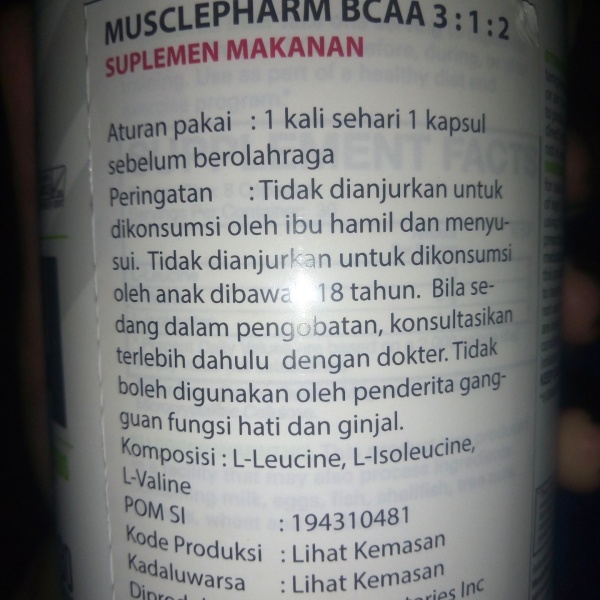 MUSCLEPHARM BCAA 3:1:2
SUPLEMEN MAKANAN
Aturan pakai : 1 kali sehari 1 kapsul
sebelum berolahraga
Peringatan : Tidak dianjurkan untuk
dikonsumsi oleh ibu hamil dan menyu-
sui. Tidak dianjurkan untuk dikonsumsi
oleh anak dibawa 18 tahun. Bila se-
dang dalam pengobatan, konsultasikan
terlebih dahulu dengan dokter. Tidak
boleh digunakan oleh penderita gang-
guan fungsi hati dan ginjal.
Komposisi : L-Leucine, L-Isoleucine,
L-Valine
POM SI : 194310481
Kode Produksi : Lihat Kemasan
Kadaluwarsa : Lihat Kemasan
Inc